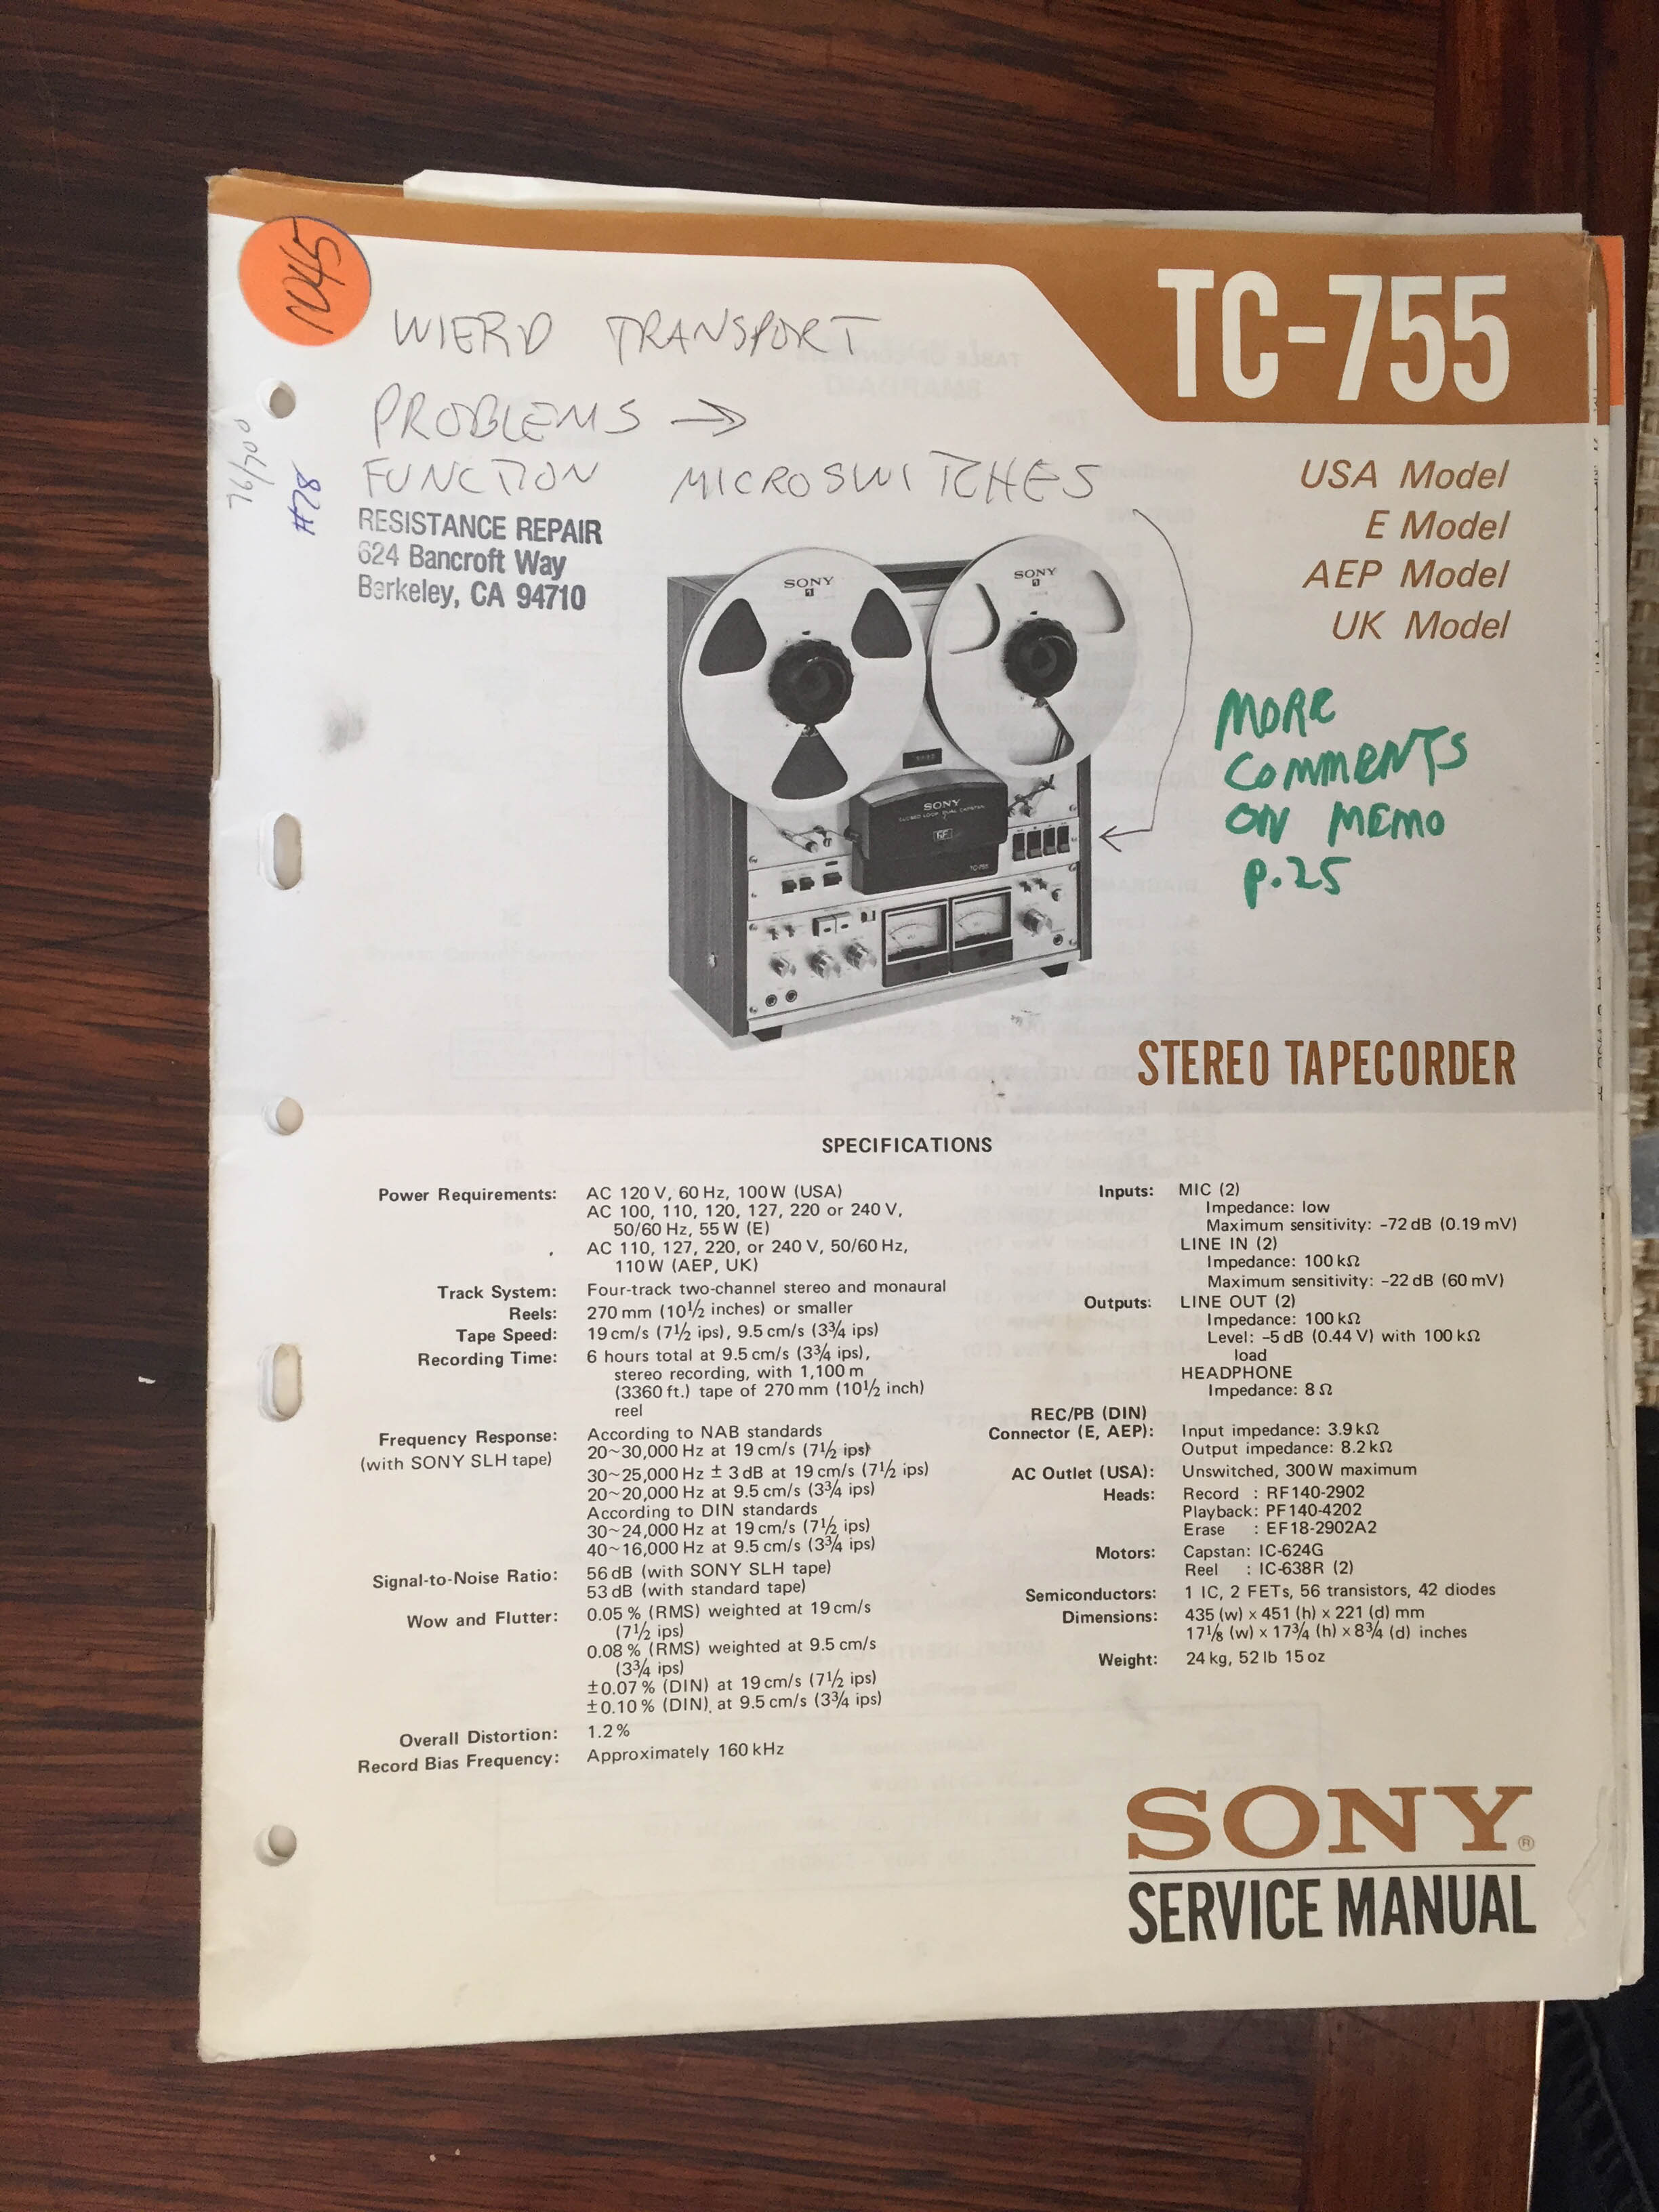 1045
WIERD TRANSPORT
PROBLEMS →
FUNCTION MICROSWITCHES
76/700
#78
RESISTANCE REPAIR
624 Bancroft Way
Berkeley, CA 94710
TC-755
USA Model
E Model
AEP Model
UK Model
SONY
SONY
SONY
CLOSED LOOP DUAL CAPSTAN
TC-755
MORE
COMMENTS
ON MEMO
p.25
STEREO TAPECORDER
SPECIFICATIONS
Power Requirements: AC 120 V, 60 Hz, 100 W (USA)
AC 100, 110, 120, 127, 220 or 240 V,
50/60 Hz, 55 W (E)
AC 110, 127, 220, or 240 V, 50/60 Hz,
110 W (AEP, UK)
Track System: Four-track two-channel stereo and monaural
Reels: 270 mm (10½ inches) or smaller
Tape Speed: 19 cm/s (7½ ips), 9.5 cm/s (3¾ ips)
Recording Time: 6 hours total at 9.5 cm/s (3¾ ips),
stereo recording, with 1,100 m
(3360 ft.) tape of 270 mm (10½ inch)
reel
Frequency Response: According to NAB standards
(with SONY SLH tape) 20~30,000 Hz at 19 cm/s (7½ ips)
30~25,000 Hz ± 3 dB at 19 cm/s (7½ ips)
20~20,000 Hz at 9.5 cm/s (3¾ ips)
According to DIN standards
30~24,000 Hz at 19 cm/s (7½ ips)
40~16,000 Hz at 9.5 cm/s (3¾ ips)
Signal-to-Noise Ratio: 56 dB (with SONY SLH tape)
53 dB (with standard tape)
Wow and Flutter: 0.05 % (RMS) weighted at 19 cm/s
(7½ ips)
0.08 % (RMS) weighted at 9.5 cm/s
(3¾ ips)
±0.07 % (DIN) at 19 cm/s (7½ ips)
±0.10 % (DIN) at 9.5 cm/s (3¾ ips)
Overall Distortion: 1.2 %
Record Bias Frequency: Approximately 160 kHz
Inputs: MIC (2)
Impedance: low
Maximum sensitivity: -72 dB (0.19 mV)
LINE IN (2)
Impedance: 100 kΩ
Maximum sensitivity: -22 dB (60 mV)
Outputs: LINE OUT (2)
Impedance: 100 kΩ
Level: -5 dB (0.44 V) with 100 kΩ
load
HEADPHONE
Impedance: 8 Ω
REC/PB (DIN)
Connector (E, AEP): Input impedance: 3.9 kΩ
Output impedance: 8.2 kΩ
AC Outlet (USA): Unswitched, 300 W maximum
Heads: Record : RF140-2902
Playback: PF140-4202
Erase : EF18-2902A2
Motors: Capstan: IC-624G
Reel : IC-638R (2)
Semiconductors: 1 IC, 2 FETs, 56 transistors, 42 diodes
Dimensions: 435 (w) x 451 (h) x 221 (d) mm
17⅛ (w) x 17¾ (h) x 8¾ (d) inches
Weight: 24 kg, 52 lb 15 oz
SONY®
SERVICE MANUAL